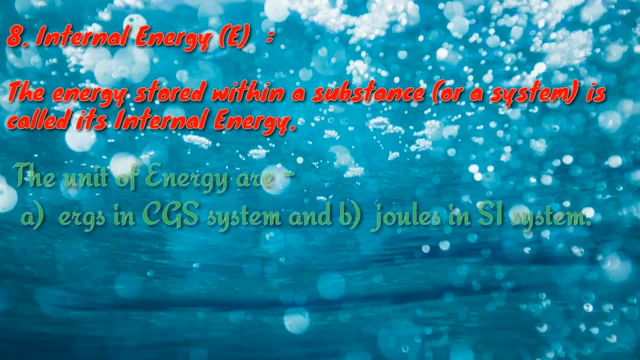 8. Internal Energy (E) :
The energy stored within a substance (or a system) is
called its Internal Energy.
The unit of Energy are -
a) ergs in CGS system and b) joules in SI system.